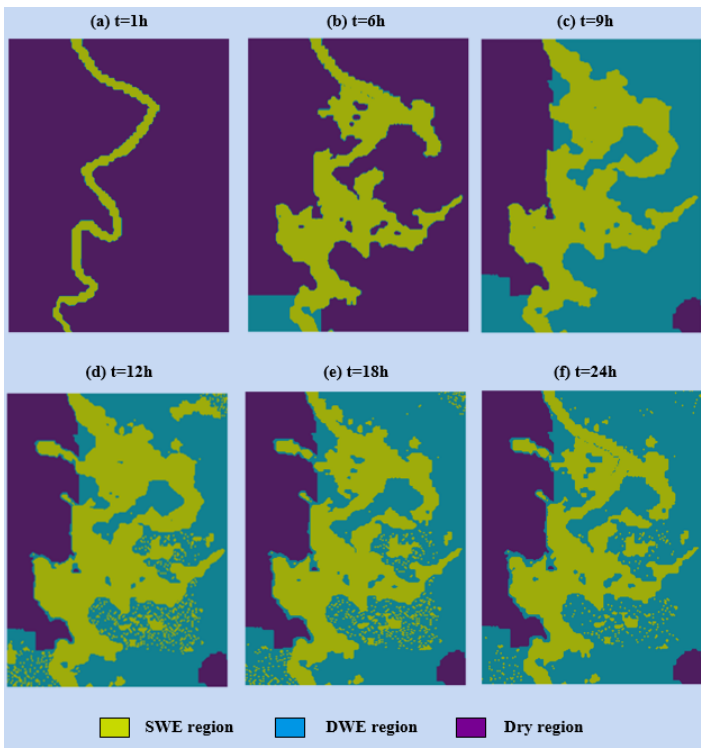 (a) t=1h (b) t=6h (c) t=9h
(d) t=12h (e) t=18h (f) t=24h
SWE region DWE region Dry region